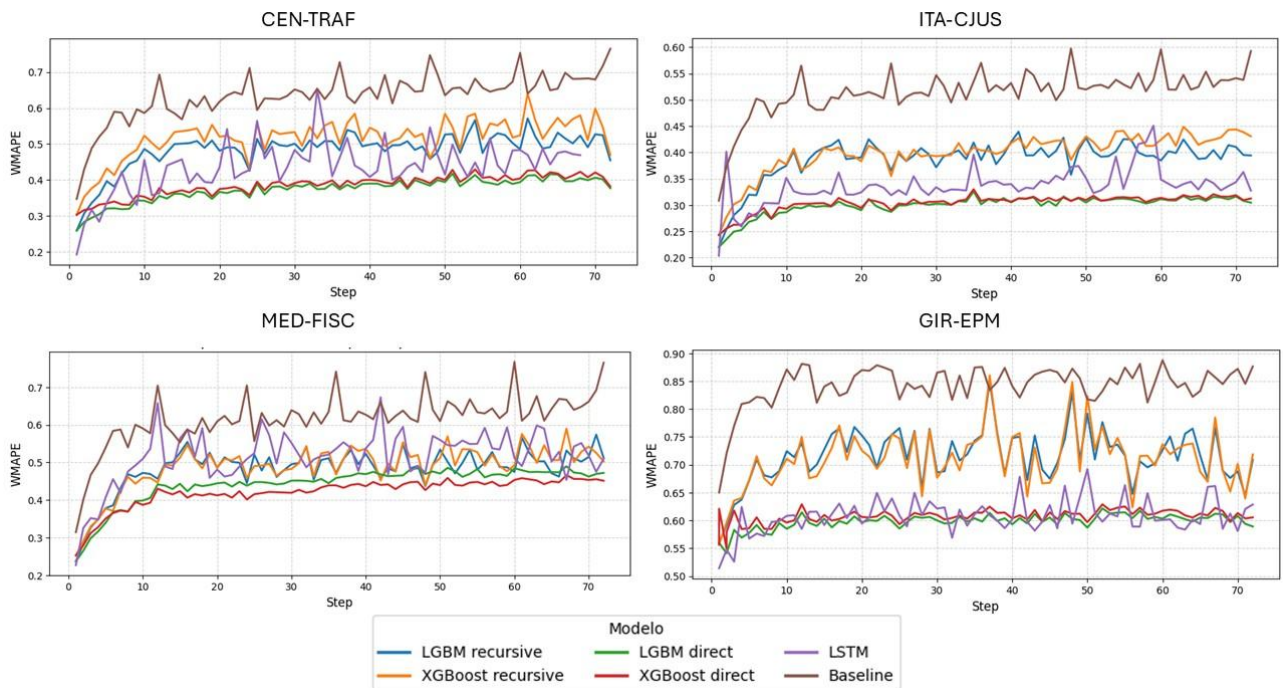 CEN-TRAF
WMAPE
0.7
0.6
0.5
0.4
0.3
0.2
0 10 20 30 40 50 60 70
Step
ITA-CJUS
WMAPE
0.60
0.55
0.50
0.45
0.40
0.35
0.30
0.25
0.20
0 10 20 30 40 50 60 70
Step
MED-FISC
WMAPE
0.7
0.6
0.5
0.4
0.3
0.2
0 10 20 30 40 50 60 70
Step
GIR-EPM
WMAPE
0.90
0.85
0.80
0.75
0.70
0.65
0.60
0.55
0.50
0 10 20 30 40 50 60 70
Step
Modelo
LGBM recursive LGBM direct LSTM
XGBoost recursive XGBoost direct Baseline